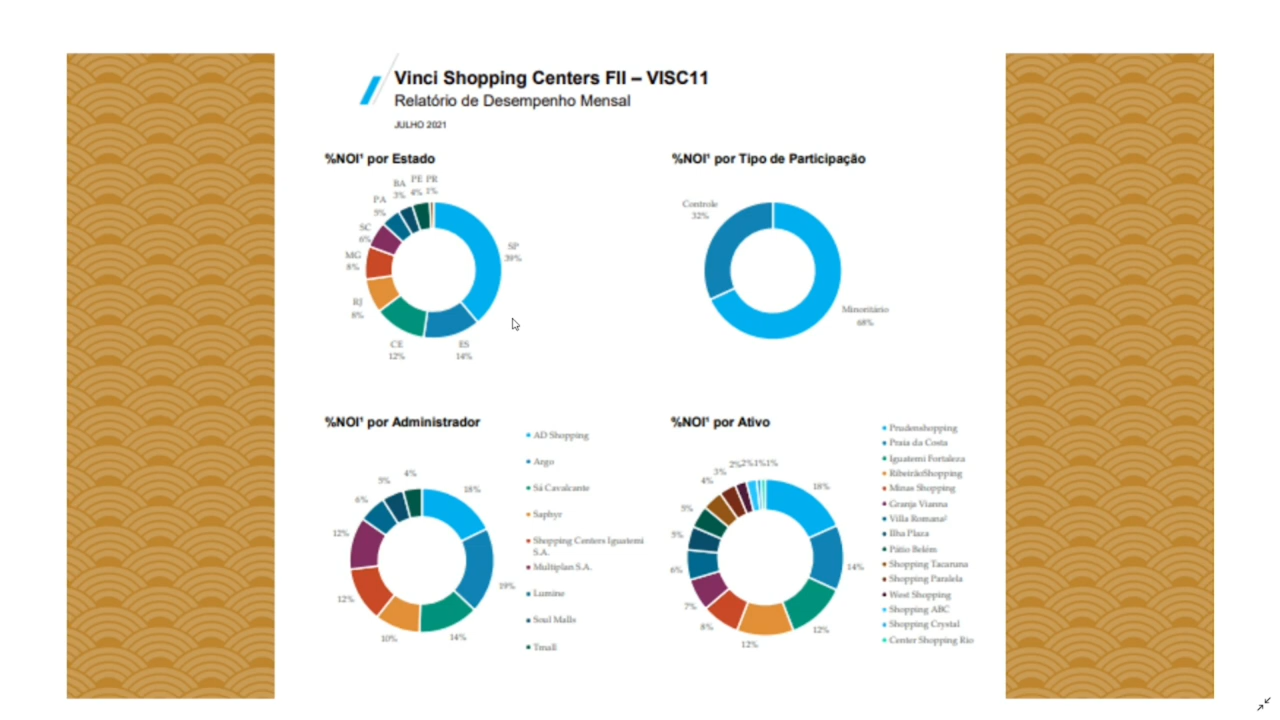 Vinci Shopping Centers FII – VISC11
Relatório de Desempenho Mensal
JULHO 2021
%NOI¹ por Estado
SP
39%
ES
14%
CE
12%
RJ
8%
MG
8%
SC
6%
PA
5%
BA
3%
PE
4%
PR
1%
%NOI¹ por Tipo de Participação
Controle
32%
Minoritário
68%
%NOI¹ por Administrador
18%
19%
14%
10%
12%
12%
6%
5%
4%
AD Shopping
Argo
Sá Cavalcante
Saphyr
Shopping Centers Iguatemi
S.A.
Multiplan S.A.
Lumine
Soul Malls
Tmall
%NOI¹ por Ativo
18%
14%
12%
12%
8%
7%
6%
5%
5%
4%
3%
2%
2%
1%
1%
Prudenshopping
Praia da Costa
Iguatemi Fortaleza
RibeirãoShopping
Minas Shopping
Granja Vianna
Villa Romana²
Ilha Plaza
Pátio Belém
Shopping Tacaruna
Shopping Paralela
West Shopping
Shopping ABC
Shopping Crystal
Center Shopping Rio